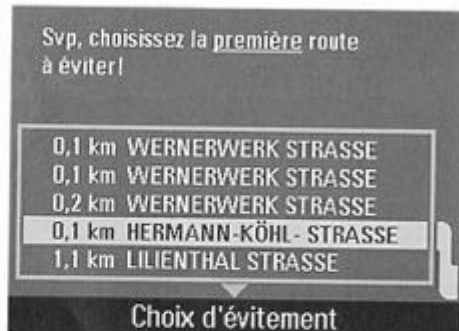 Svp, choisissez la première route
à éviter!
0,1 km WERNERWERK STRASSE
0,1 km WERNERWERK STRASSE
0,2 km WERNERWERK STRASSE
0,1 km HERMANN-KÖHL- STRASSE
1,1 km LILIENTHAL STRASSE
Choix d'évitement